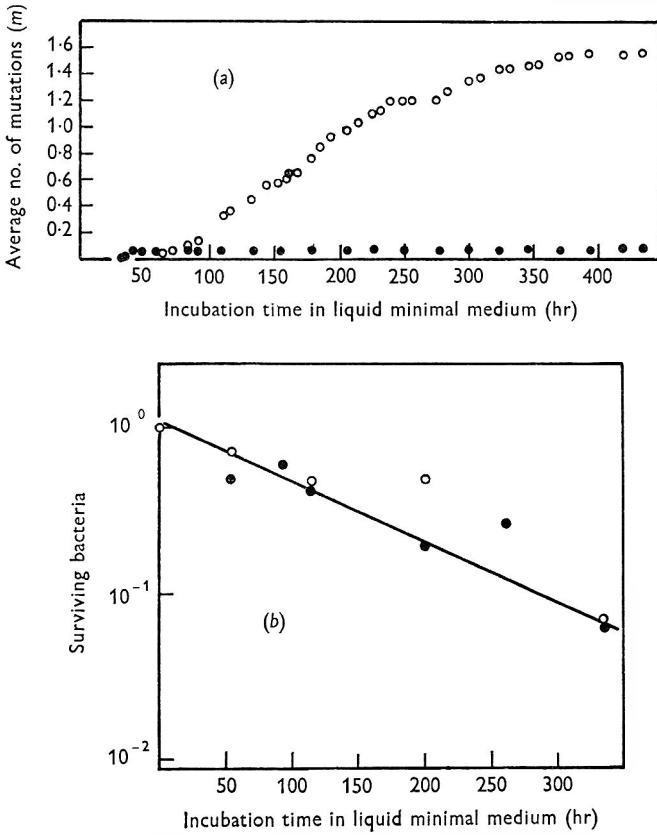 Average no. of mutations (m)
1·6
1·4
1·2
1·0
0·8
0·6
0·4
0·2
(a)
50 100 150 200 250 300 350 400
Incubation time in liquid minimal medium (hr)
Surviving bacteria
10⁰
10⁻¹
10⁻²
(b)
50 100 150 200 250 300
Incubation time in liquid minimal medium (hr)